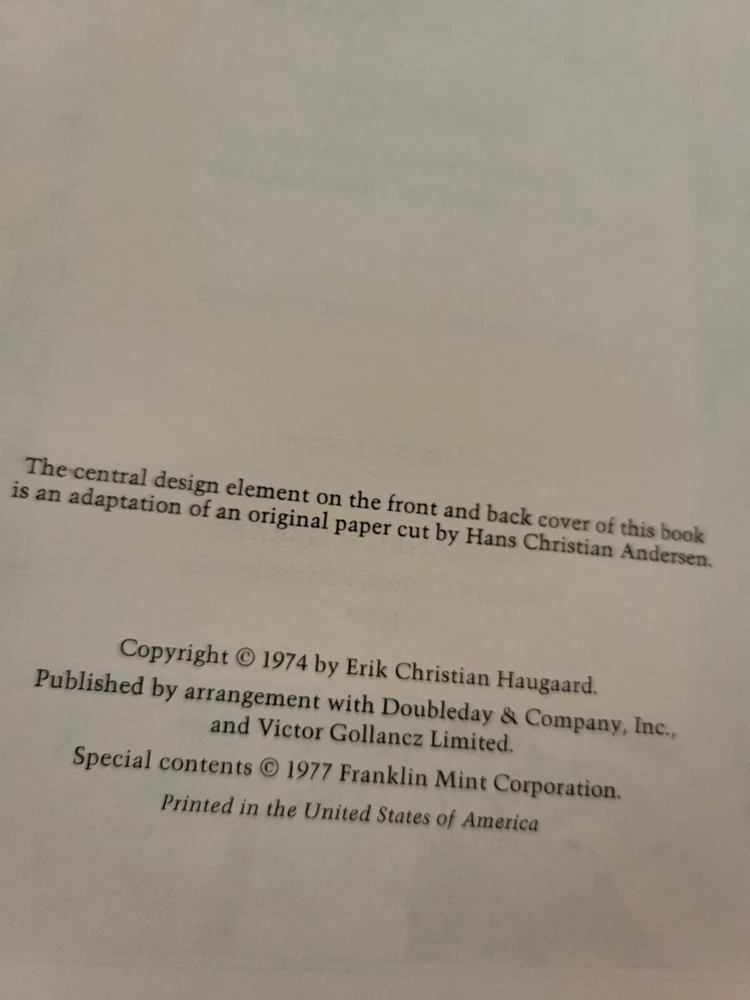 The central design element on the front and back cover of this book
is an adaptation of an original paper cut by Hans Christian Andersen.
Copyright © 1974 by Erik Christian Haugaard.
Published by arrangement with Doubleday & Company, Inc.,
and Victor Gollancz Limited.
Special contents © 1977 Franklin Mint Corporation.
Printed in the United States of America